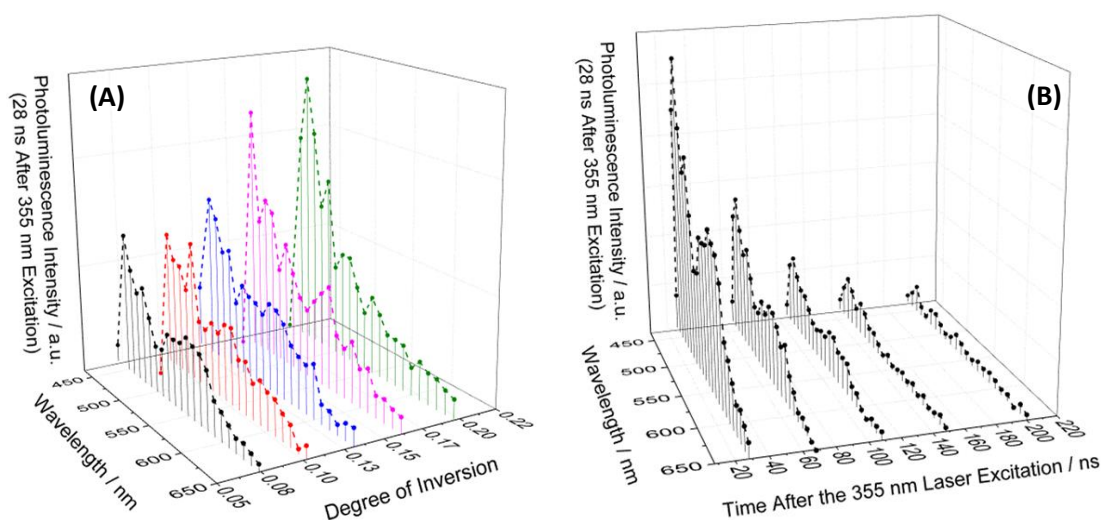 (A)
Photoluminescence Intensity / a.u.
(28 ns After 355 nm Excitation)
450
500
550
600
650
Wavelength / nm
0.05
0.08
0.10
0.13
0.15
0.17
0.20
0.22
Degree of Inversion
(B)
Photoluminescence Intensity / a.u.
(28 ns After 355 nm Excitation)
450
500
550
600
650
Wavelength / nm
20
40
60
80
100
120
140
160
180
200
220
Time After the 355 nm Laser Excitation / ns